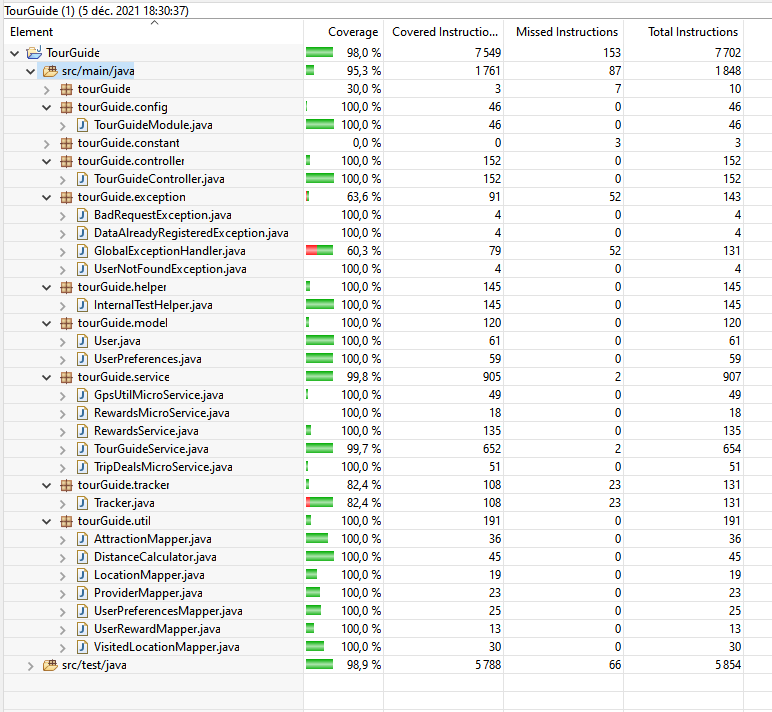 TourGuide (1) (5 déc. 2021 18:30:37)
Element Coverage Covered Instructio... Missed Instructions Total Instructions
TourGuide 98,0 % 7 549 153 7 702
src/main/java 95,3 % 1 761 87 1 848
tourGuide 30,0 % 3 7 10
tourGuide.config 100,0 % 46 0 46
TourGuideModule.java 100,0 % 46 0 46
tourGuide.constant 0,0 % 0 3 3
tourGuide.controller 100,0 % 152 0 152
TourGuideController.java 100,0 % 152 0 152
tourGuide.exception 63,6 % 91 52 143
BadRequestException.java 100,0 % 4 0 4
DataAlreadyRegisteredException.java 100,0 % 4 0 4
GlobalExceptionHandler.java 60,3 % 79 52 131
UserNotFoundException.java 100,0 % 4 0 4
tourGuide.helper 100,0 % 145 0 145
InternalTestHelper.java 100,0 % 145 0 145
tourGuide.model 100,0 % 120 0 120
User.java 100,0 % 61 0 61
UserPreferences.java 100,0 % 59 0 59
tourGuide.service 99,8 % 905 2 907
GpsUtilMicroService.java 100,0 % 49 0 49
RewardsMicroService.java 100,0 % 18 0 18
RewardsService.java 100,0 % 135 0 135
TourGuideService.java 99,7 % 652 2 654
TripDealsMicroService.java 100,0 % 51 0 51
tourGuide.tracker 82,4 % 108 23 131
Tracker.java 82,4 % 108 23 131
tourGuide.util 100,0 % 191 0 191
AttractionMapper.java 100,0 % 36 0 36
DistanceCalculator.java 100,0 % 45 0 45
LocationMapper.java 100,0 % 19 0 19
ProviderMapper.java 100,0 % 23 0 23
UserPreferencesMapper.java 100,0 % 25 0 25
UserRewardMapper.java 100,0 % 13 0 13
VisitedLocationMapper.java 100,0 % 30 0 30
src/test/java 98,9 % 5 788 66 5 854